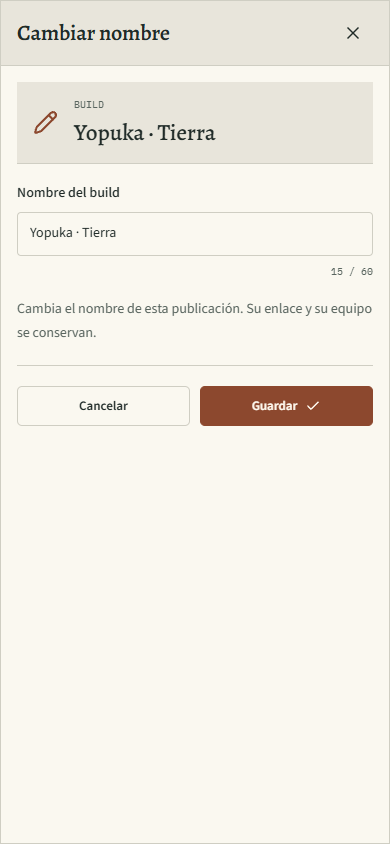 Cambiar nombre
BUILD
Yopuka · Tierra
Nombre del build
Yopuka · Tierra
15 / 60
Cambia el nombre de esta publicación. Su enlace y su equipo
se conservan.
Cancelar
Guardar